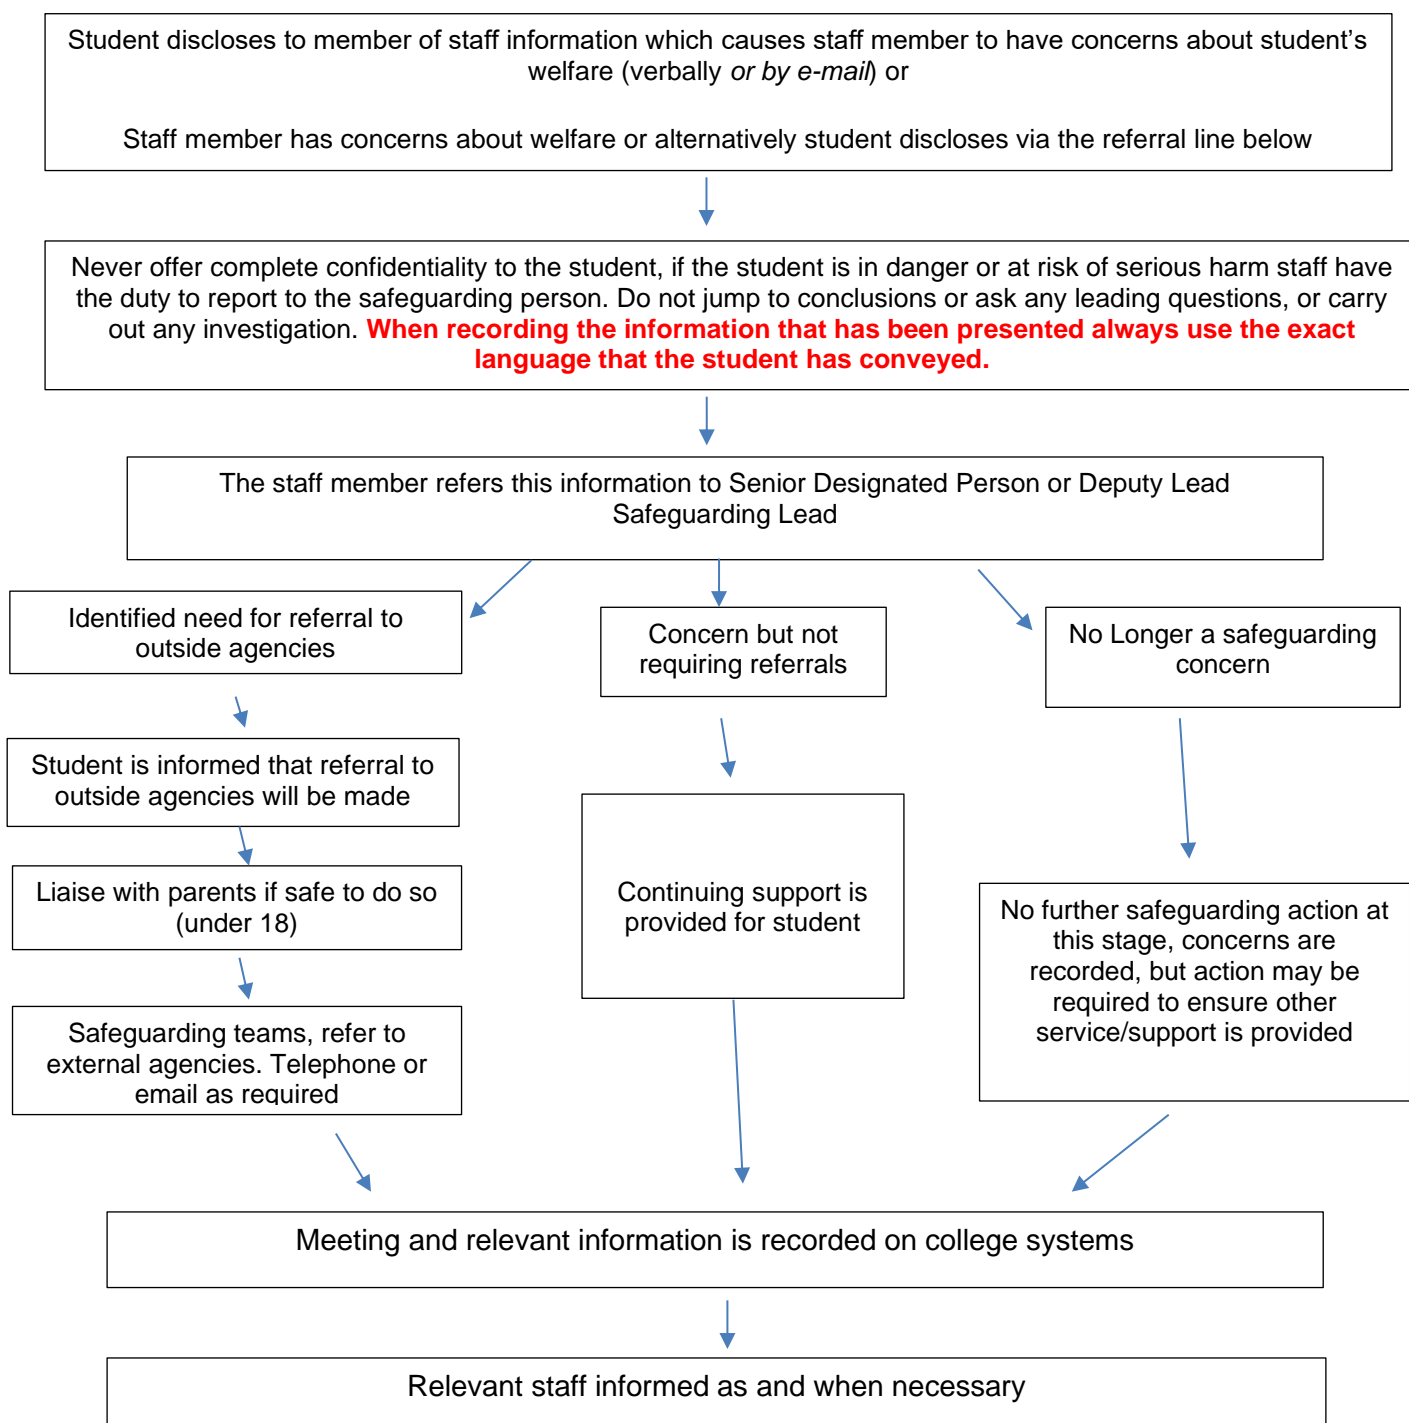 Student discloses to member of staff information which causes staff member to have concerns about student’s
welfare (verbally or by e-mail) or
Staff member has concerns about welfare or alternatively student discloses via the referral line below
Never offer complete confidentiality to the student, if the student is in danger or at risk of serious harm staff have
the duty to report to the safeguarding person. Do not jump to conclusions or ask any leading questions, or carry
out any investigation. When recording the information that has been presented always use the exact
language that the student has conveyed.
The staff member refers this information to Senior Designated Person or Deputy Lead
Safeguarding Lead
Identified need for referral to
outside agencies
Concern but not
requiring referrals
No Longer a safeguarding
concern
Student is informed that referral to
outside agencies will be made
Liaise with parents if safe to do so
(under 18)
Safeguarding teams, refer to
external agencies. Telephone or
email as required
Continuing support is
provided for student
No further safeguarding action at
this stage, concerns are
recorded, but action may be
required to ensure other
service/support is provided
Meeting and relevant information is recorded on college systems
Relevant staff informed as and when necessary